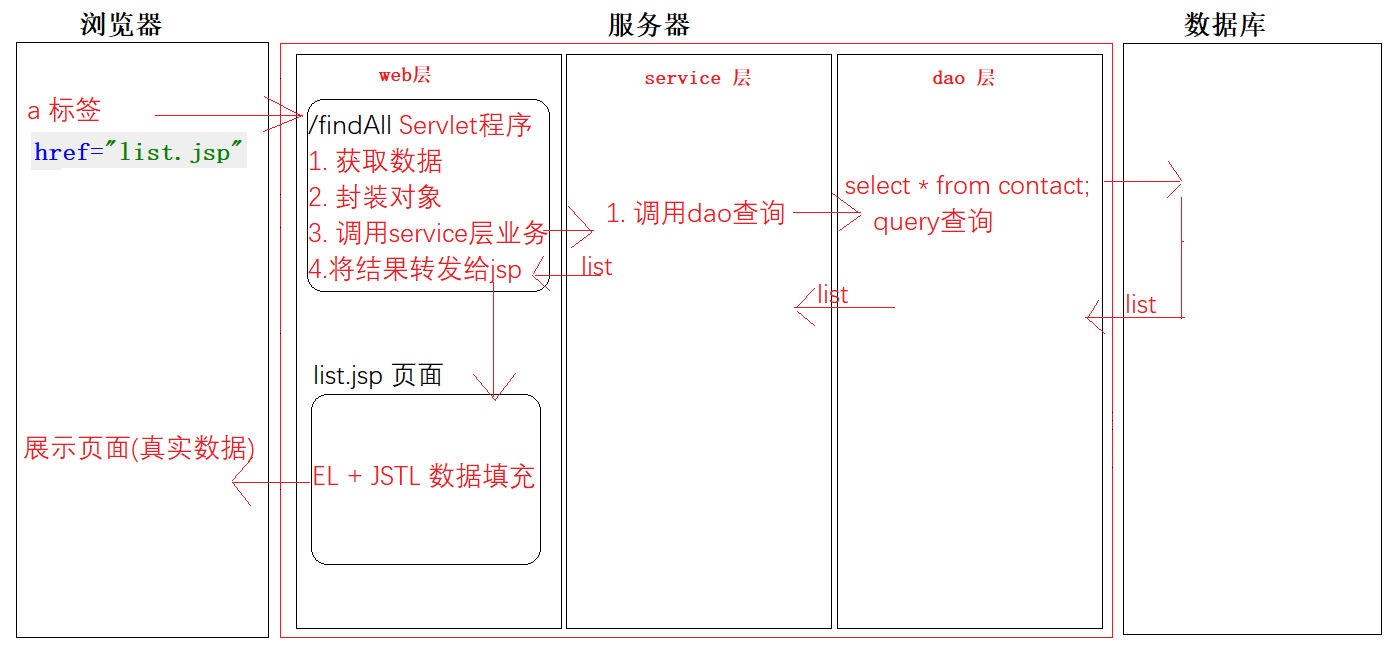 浏览器
服务器
数据库
web层
service 层
dao 层
a 标签
href="list.jsp"
/findAll Servlet程序
1. 获取数据
2. 封装对象
3. 调用service层业务
4.将结果转发给jsp
1. 调用dao查询
list
select * from contact;
query查询
list
list
list.jsp 页面
EL + JSTL 数据填充
展示页面(真实数据)